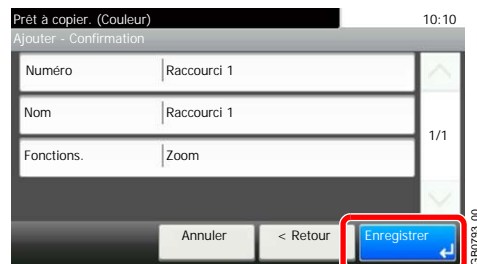 Prêt à copier. (Couleur) 10:10
Ajouter - Confirmation
Numéro Raccourci 1
Nom Raccourci 1
1/1
Fonctions. Zoom
Annuler < Retour Enregistrer
GB0793_00